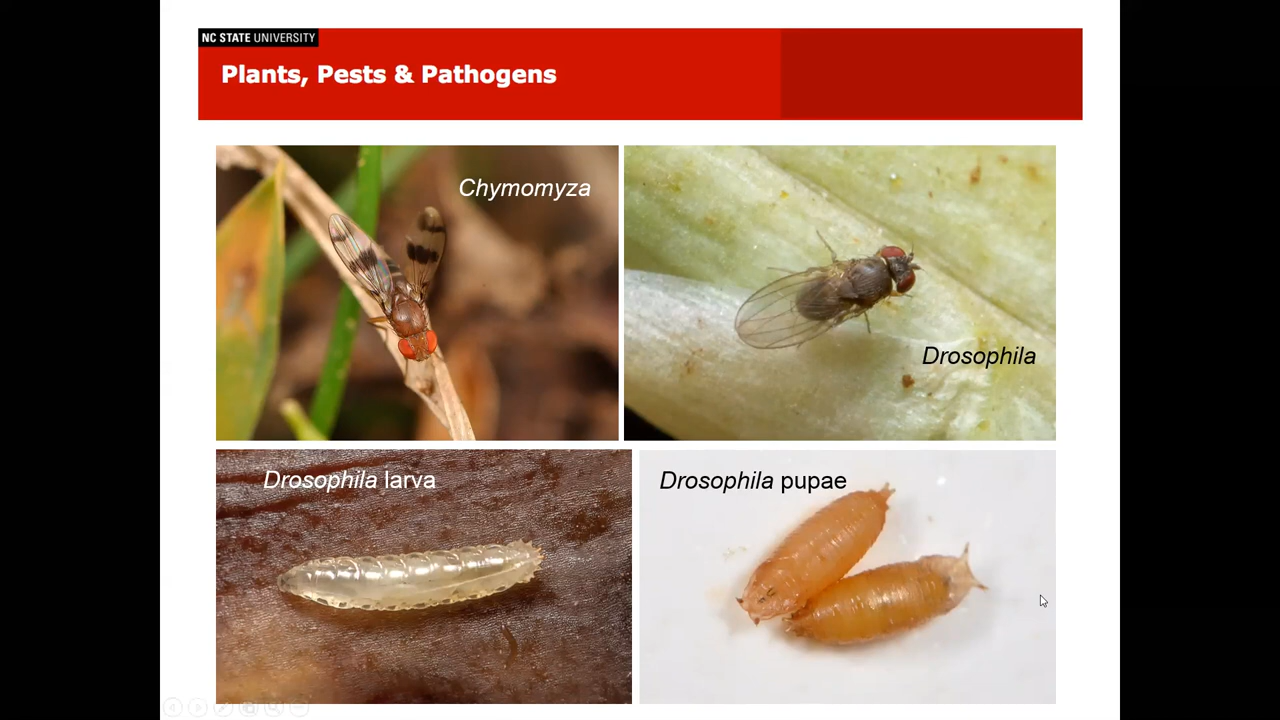 NC STATE UNIVERSITY
Plants, Pests & Pathogens
Chymomyza
Drosophila
Drosophila larva
Drosophila pupae